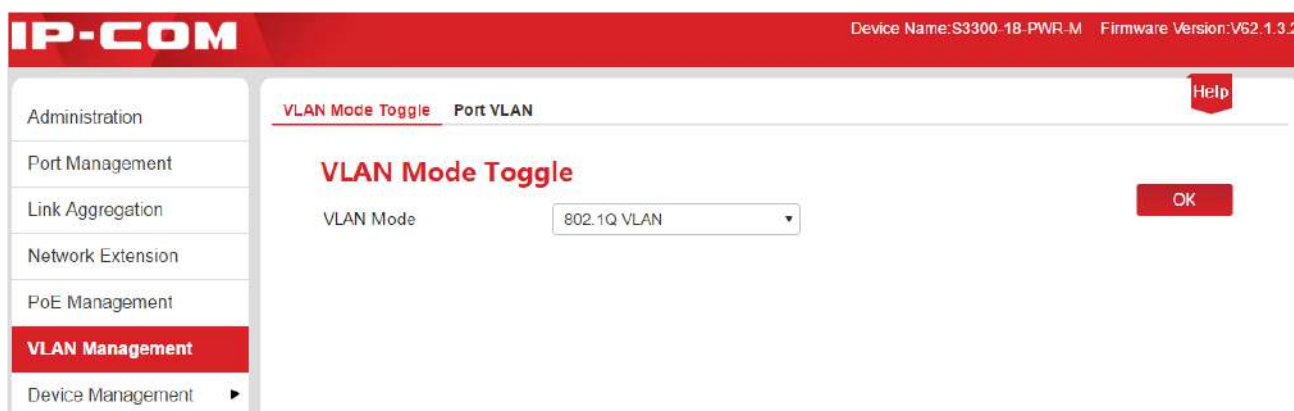 IP-COM
Device Name:S3300-18-PWR-M Firmware Version:V62.1.3.2
Help
VLAN Mode Toggle Port VLAN
Administration
Port Management
Link Aggregation
Network Extension
PoE Management
VLAN Management
Device Management
VLAN Mode Toggle
OK
VLAN Mode 802.1Q VLAN